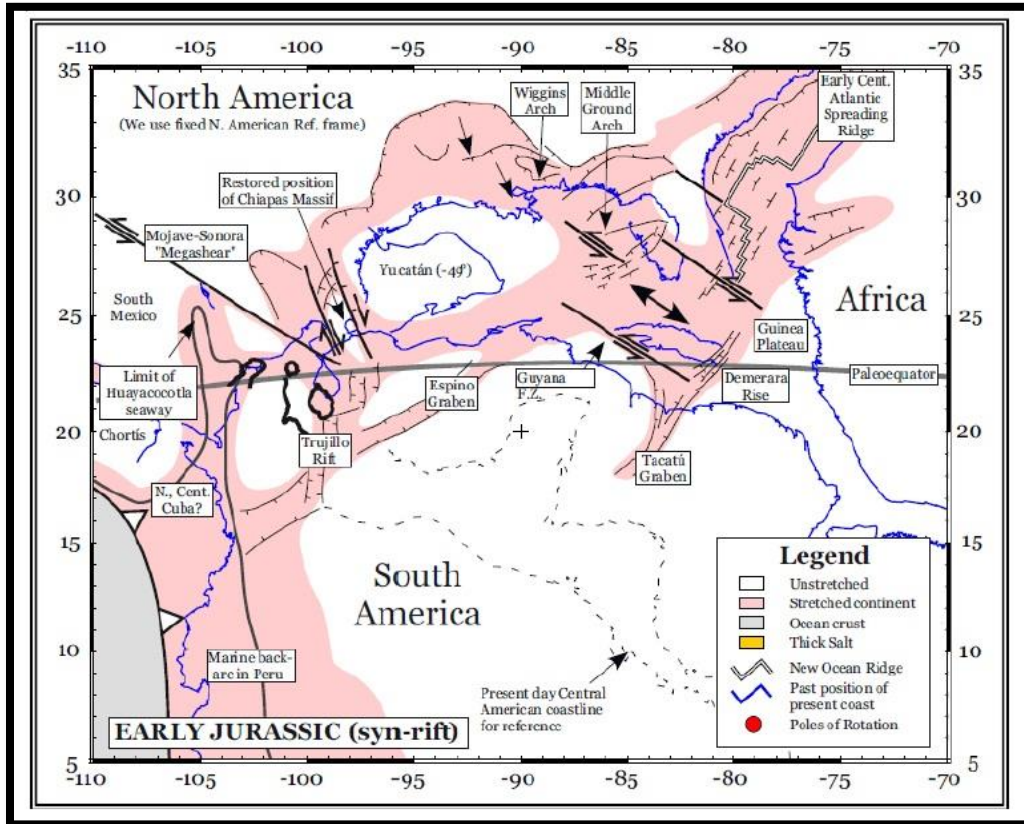 -110 -105 -100 -95 -90 -85 -80 -75 -70
35 35
North America
(We use fixed N. American Ref. frame)
Wiggins
Arch
Middle
Ground
Arch
Early Cent.
Atlantic
Spreading
Ridge
30 30
Restored position
of Chiapas Massif
Mojave-Sonora
"Megashear"
Yucatán (-49°)
South
Mexico
Africa
25 25
Guinea
Plateau
Limit of
Huayacocotla
seaway
Espino
Graben
Guyana
F.Z.
Demerara
Rise
Paleoequator
Chortís
20 20
Trujillo
Rift
Tacatú
Graben
N., Cent.
Cuba?
15 15
South
America
Legend
Unstretched
Stretched continent
Ocean crust
Thick Salt
New Ocean Ridge
Past position of
present coast
Poles of Rotation
10 10
Marine back-
arc in Peru
Present day Central
American coastline
for reference
EARLY JURASSIC (syn-rift)
5 5
-110 -105 -100 -95 -90 -85 -80 -75 -70